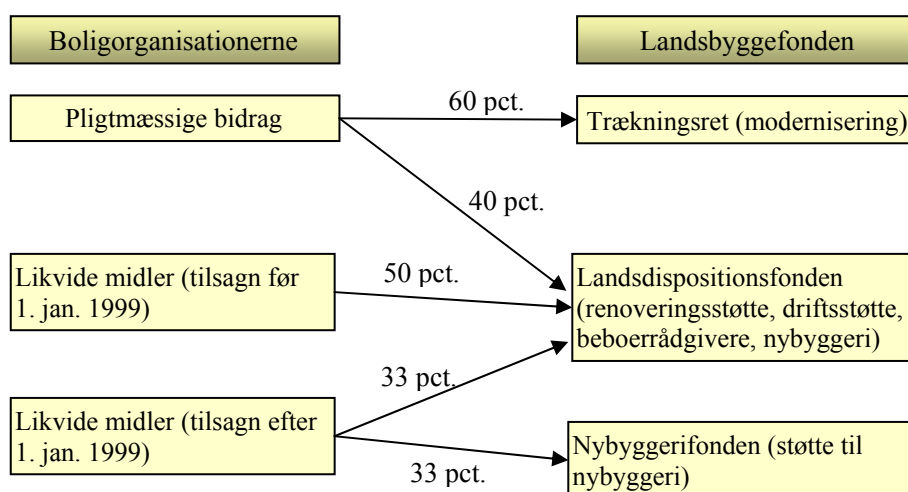 Boligorganisationerne
Landsbyggefonden
60 pct.
Pligtmæssige bidrag
Trækningsret (modernisering)
40 pct.
Likvide midler (tilsagn før
1. jan. 1999)
50 pct.
Landsdispositionsfonden
(renoveringsstøtte, driftsstøtte,
beboerrådgivere, nybyggeri)
33 pct.
Likvide midler (tilsagn efter
1. jan. 1999)
33 pct.
Nybyggerifonden (støtte til
nybyggeri)